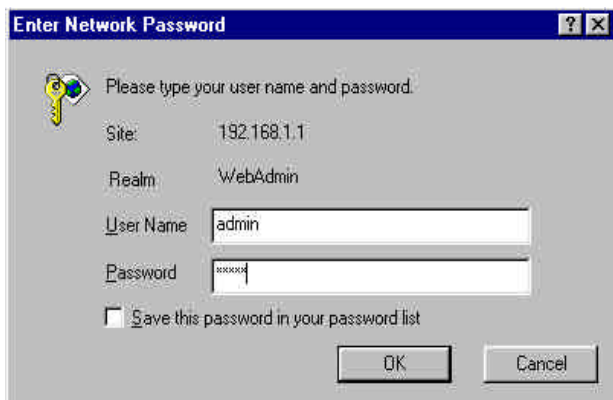 Enter Network Password
? X
Please type your user name and password.
Site: 192.168.1.1
Realm WebAdmin
User Name admin
Password *****
Save this password in your password list
OK Cancel